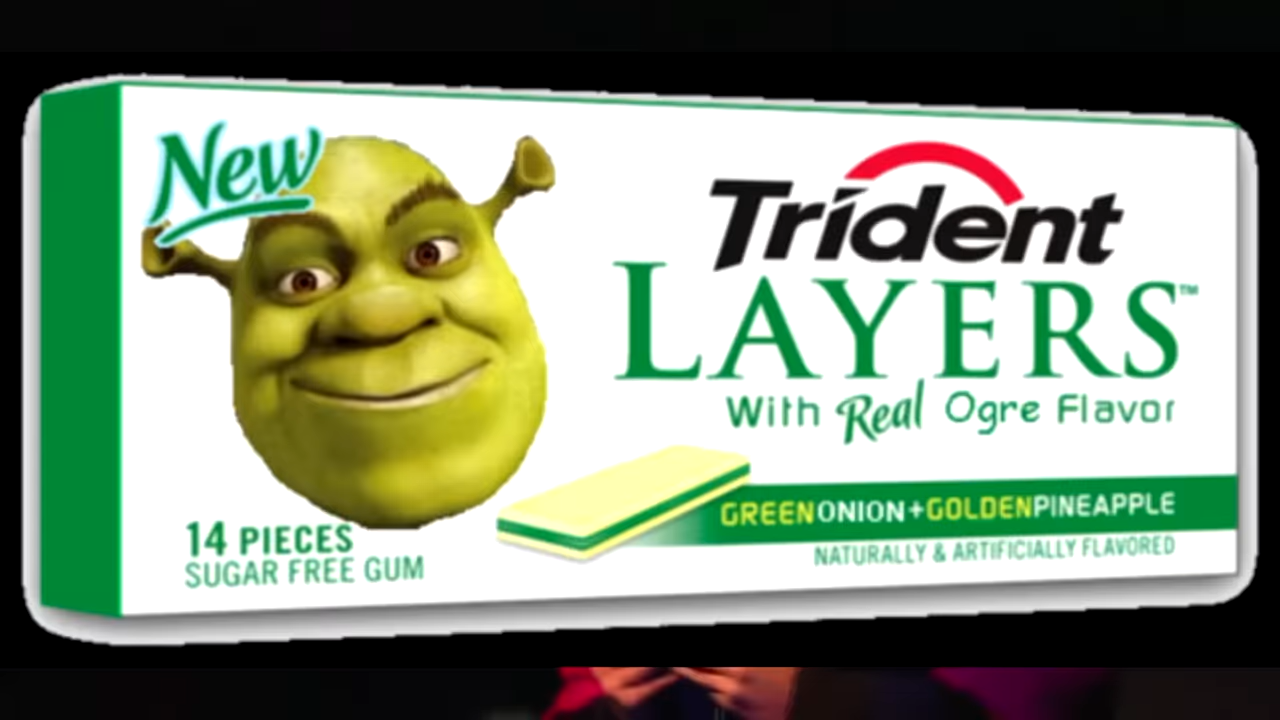 New
Trident
LAYERS™
With Real Ogre Flavor
GREENONION+GOLDENPINEAPPLE
NATURALLY & ARTIFICIALLY FLAVORED
14 PIECES
SUGAR FREE GUM